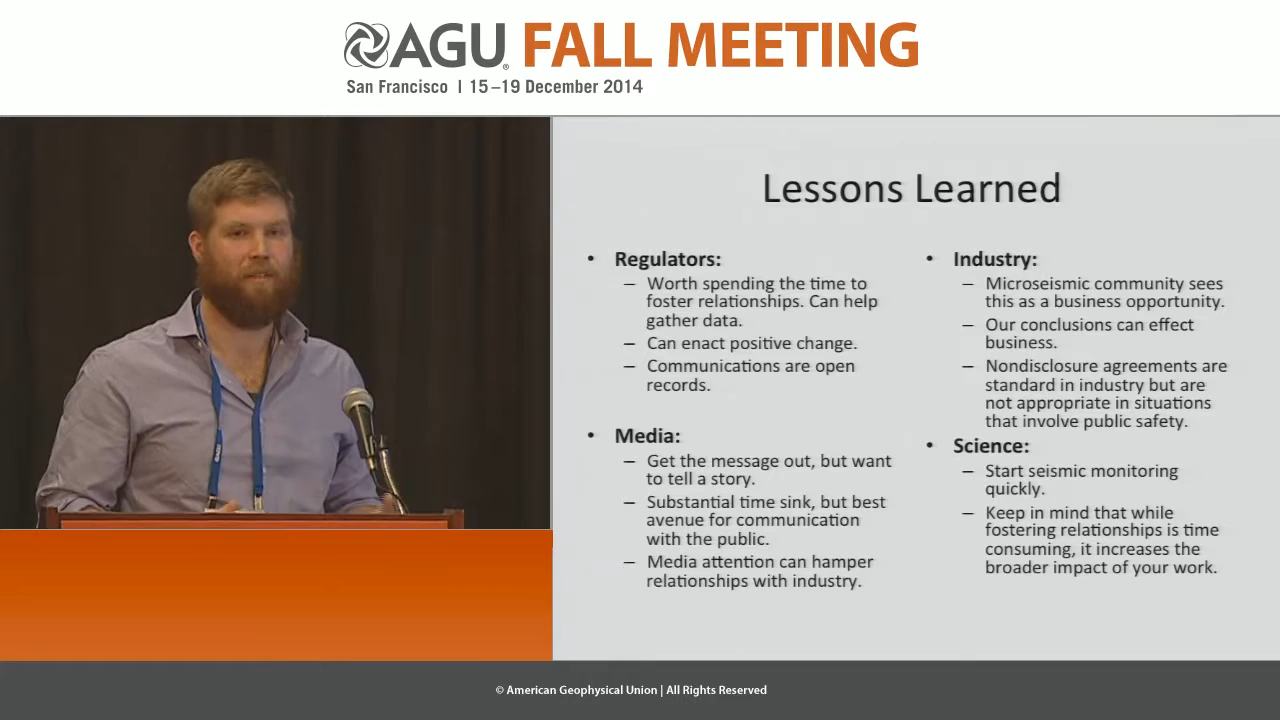 AGU® FALL MEETING
San Francisco | 15–19 December 2014
Lessons Learned
• Regulators:
– Worth spending the time to
foster relationships. Can help
gather data.
– Can enact positive change.
– Communications are open
records.
• Media:
– Get the message out, but want
to tell a story.
– Substantial time sink, but best
avenue for communication
with the public.
– Media attention can hamper
relationships with industry.
• Industry:
– Microseismic community sees
this as a business opportunity.
– Our conclusions can effect
business.
– Nondisclosure agreements are
standard in industry but are
not appropriate in situations
that involve public safety.
• Science:
– Start seismic monitoring
quickly.
– Keep in mind that while
fostering relationships is time
consuming, it increases the
broader impact of your work.
© American Geophysical Union | All Rights Reserved